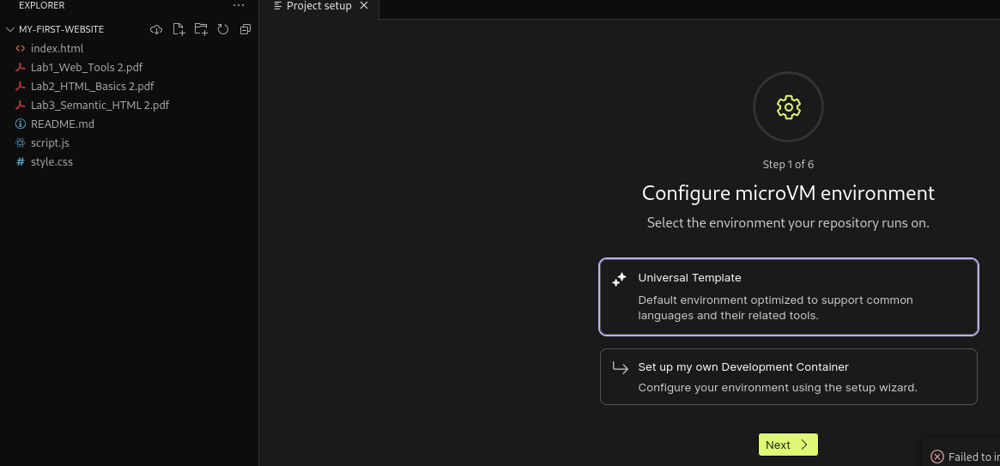 EXPLORER
MY-FIRST-WEBSITE
index.html
Lab1_Web_Tools 2.pdf
Lab2_HTML_Basics 2.pdf
Lab3_Semantic_HTML 2.pdf
README.md
script.js
style.css
Project setup
Step 1 of 6
Configure microVM environment
Select the environment your repository runs on.
Universal Template
Default environment optimized to support common
languages and their related tools.
Set up my own Development Container
Configure your environment using the setup wizard.
Next
Failed to